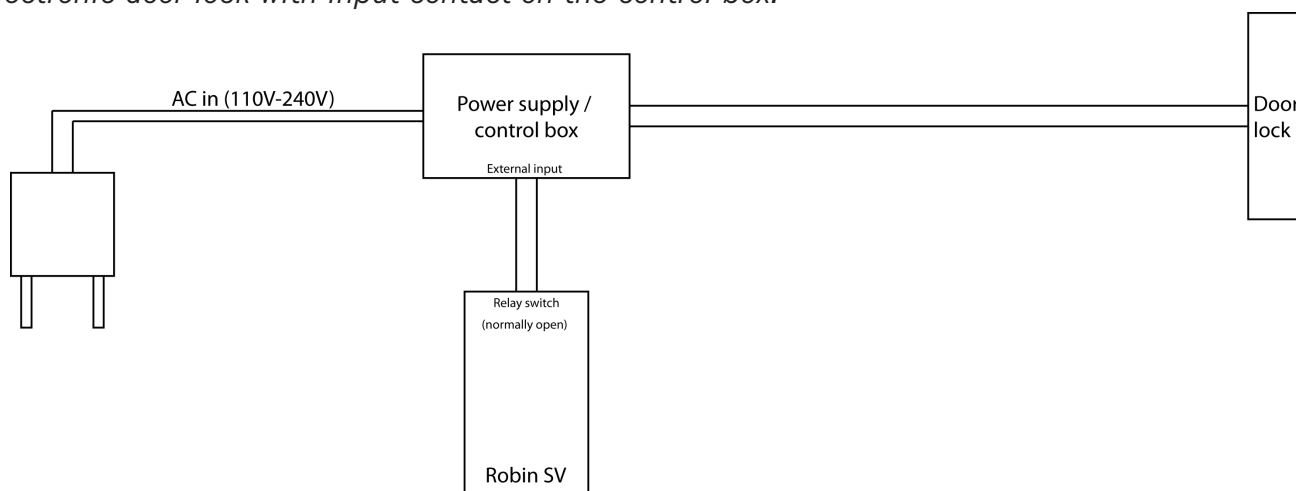 door lock with input contact on the control box.
AC in (110V-240V)
Power supply /
control box
External input
Door
lock
Relay switch
(normally open)
Robin SV